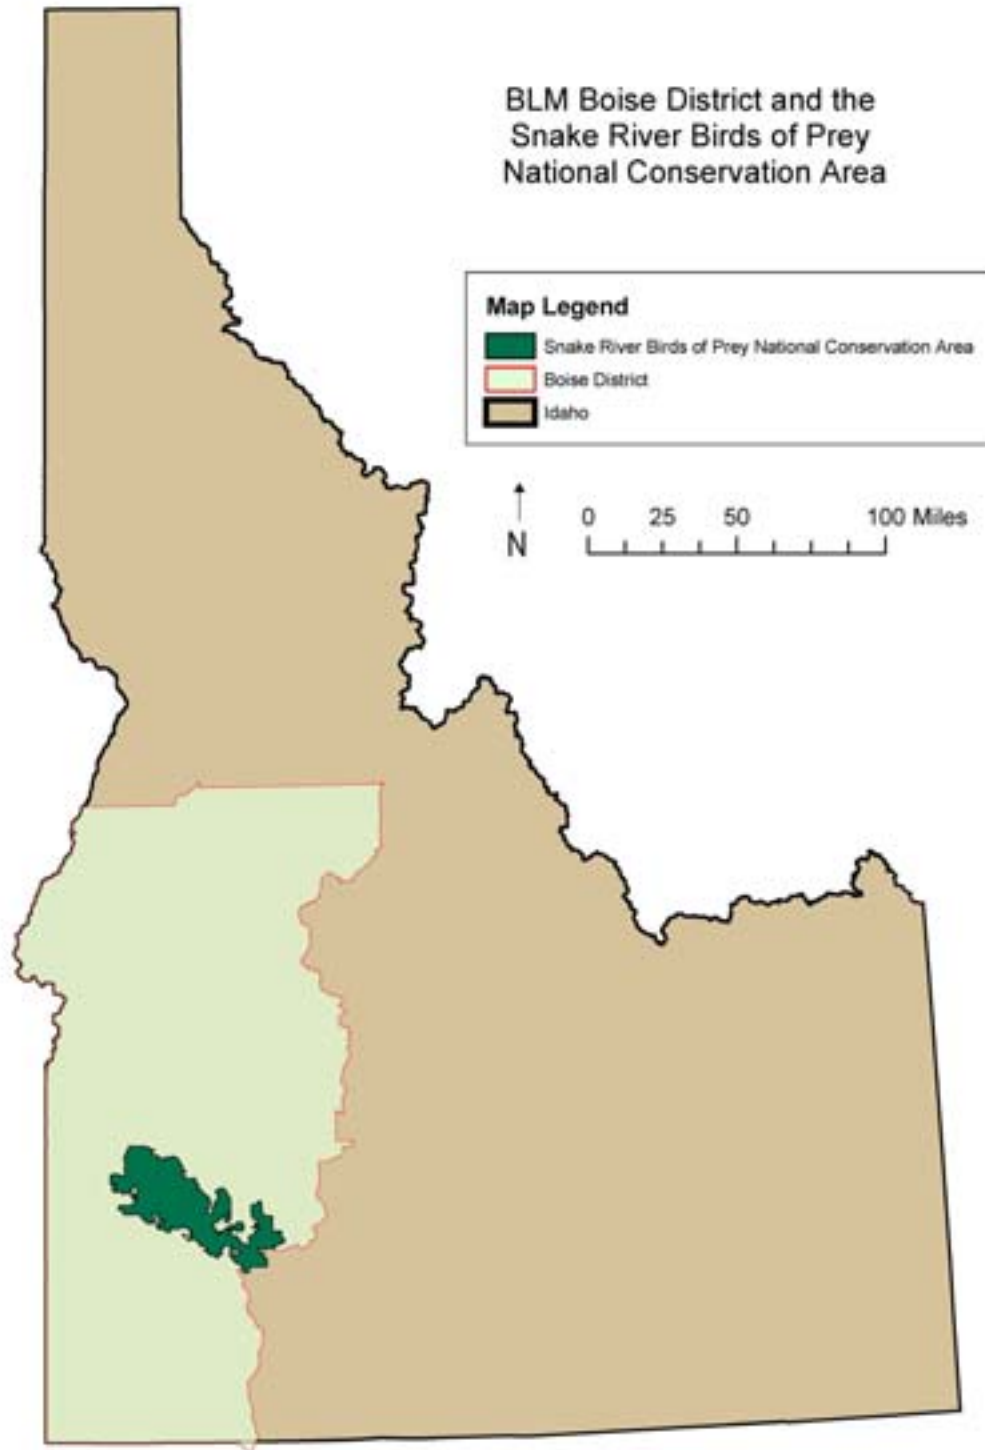 BLM Boise District and the
Snake River Birds of Prey
National Conservation Area
Map Legend
Snake River Birds of Prey National Conservation Area
Boise District
Idaho
N
0 25 50 100 Miles